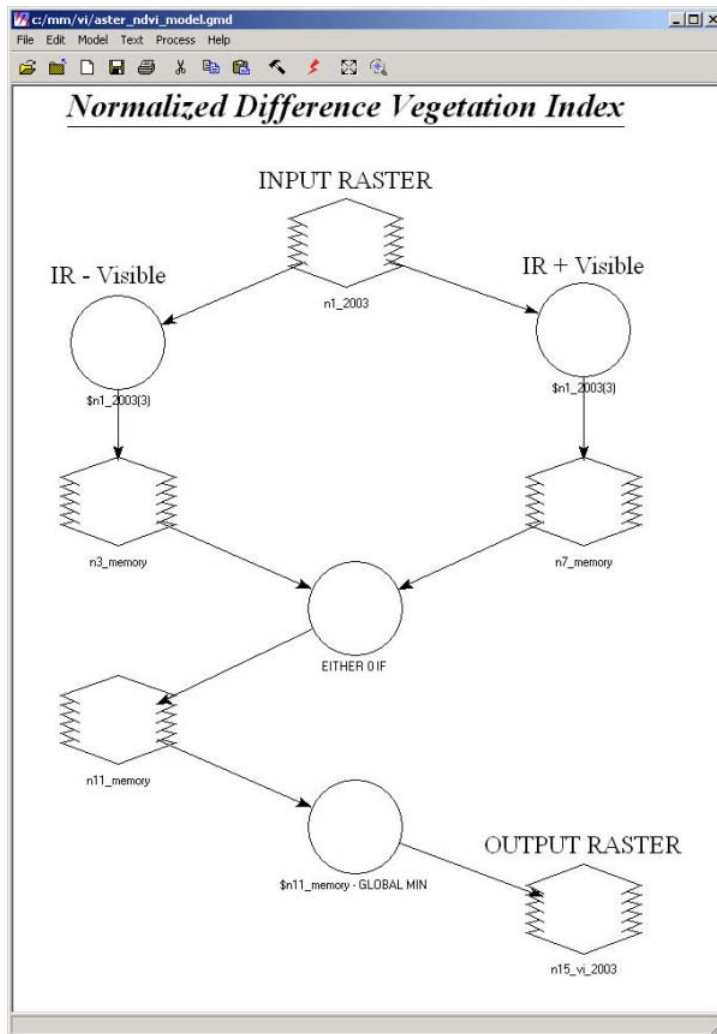 c:/mm/vi/aster_ndvi_model.gmd
File Edit Model Text Process Help
Normalized Difference Vegetation Index
INPUT RASTER
n1_2003
IR - Visible
$n1_2003(3)
IR + Visible
$n1_2003(3)
n3_memory
n7_memory
EITHER 0 IF
n11_memory
$n11_memory - GLOBAL MIN
OUTPUT RASTER
n15_vi_2003